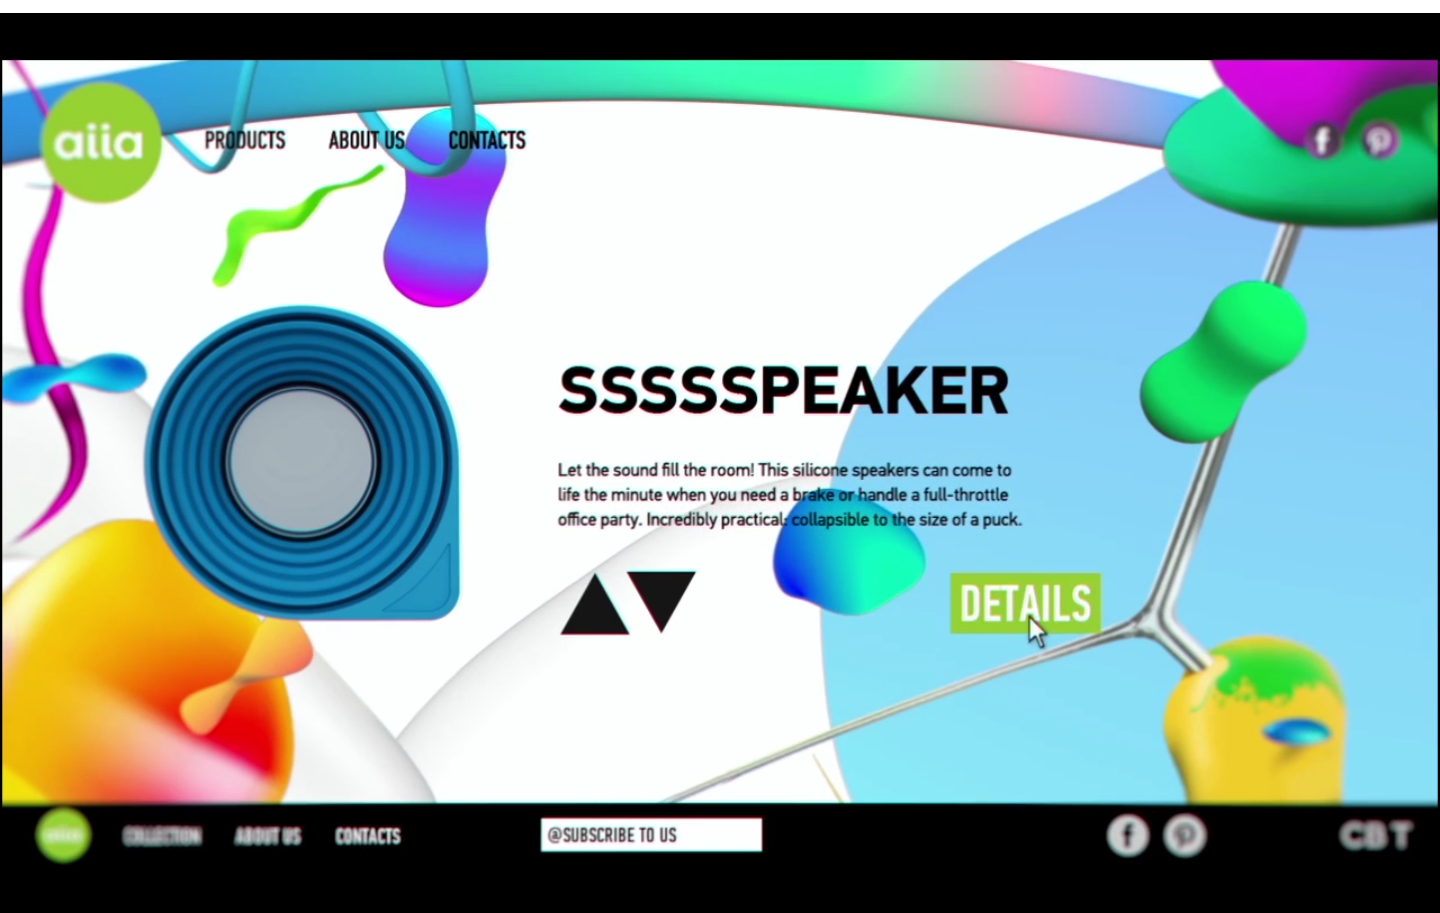 aiia
PRODUCTS ABOUT US CONTACTS
SSSSSPEAKER
Let the sound fill the room! This silicone speakers can come to
life the minute when you need a brake or handle a full-throttle
office party. Incredibly practical: collapsible to the size of a puck.
DETAILS
aiia COLLECTION ABOUT US CONTACTS
@SUBSCRIBE TO US
CBT